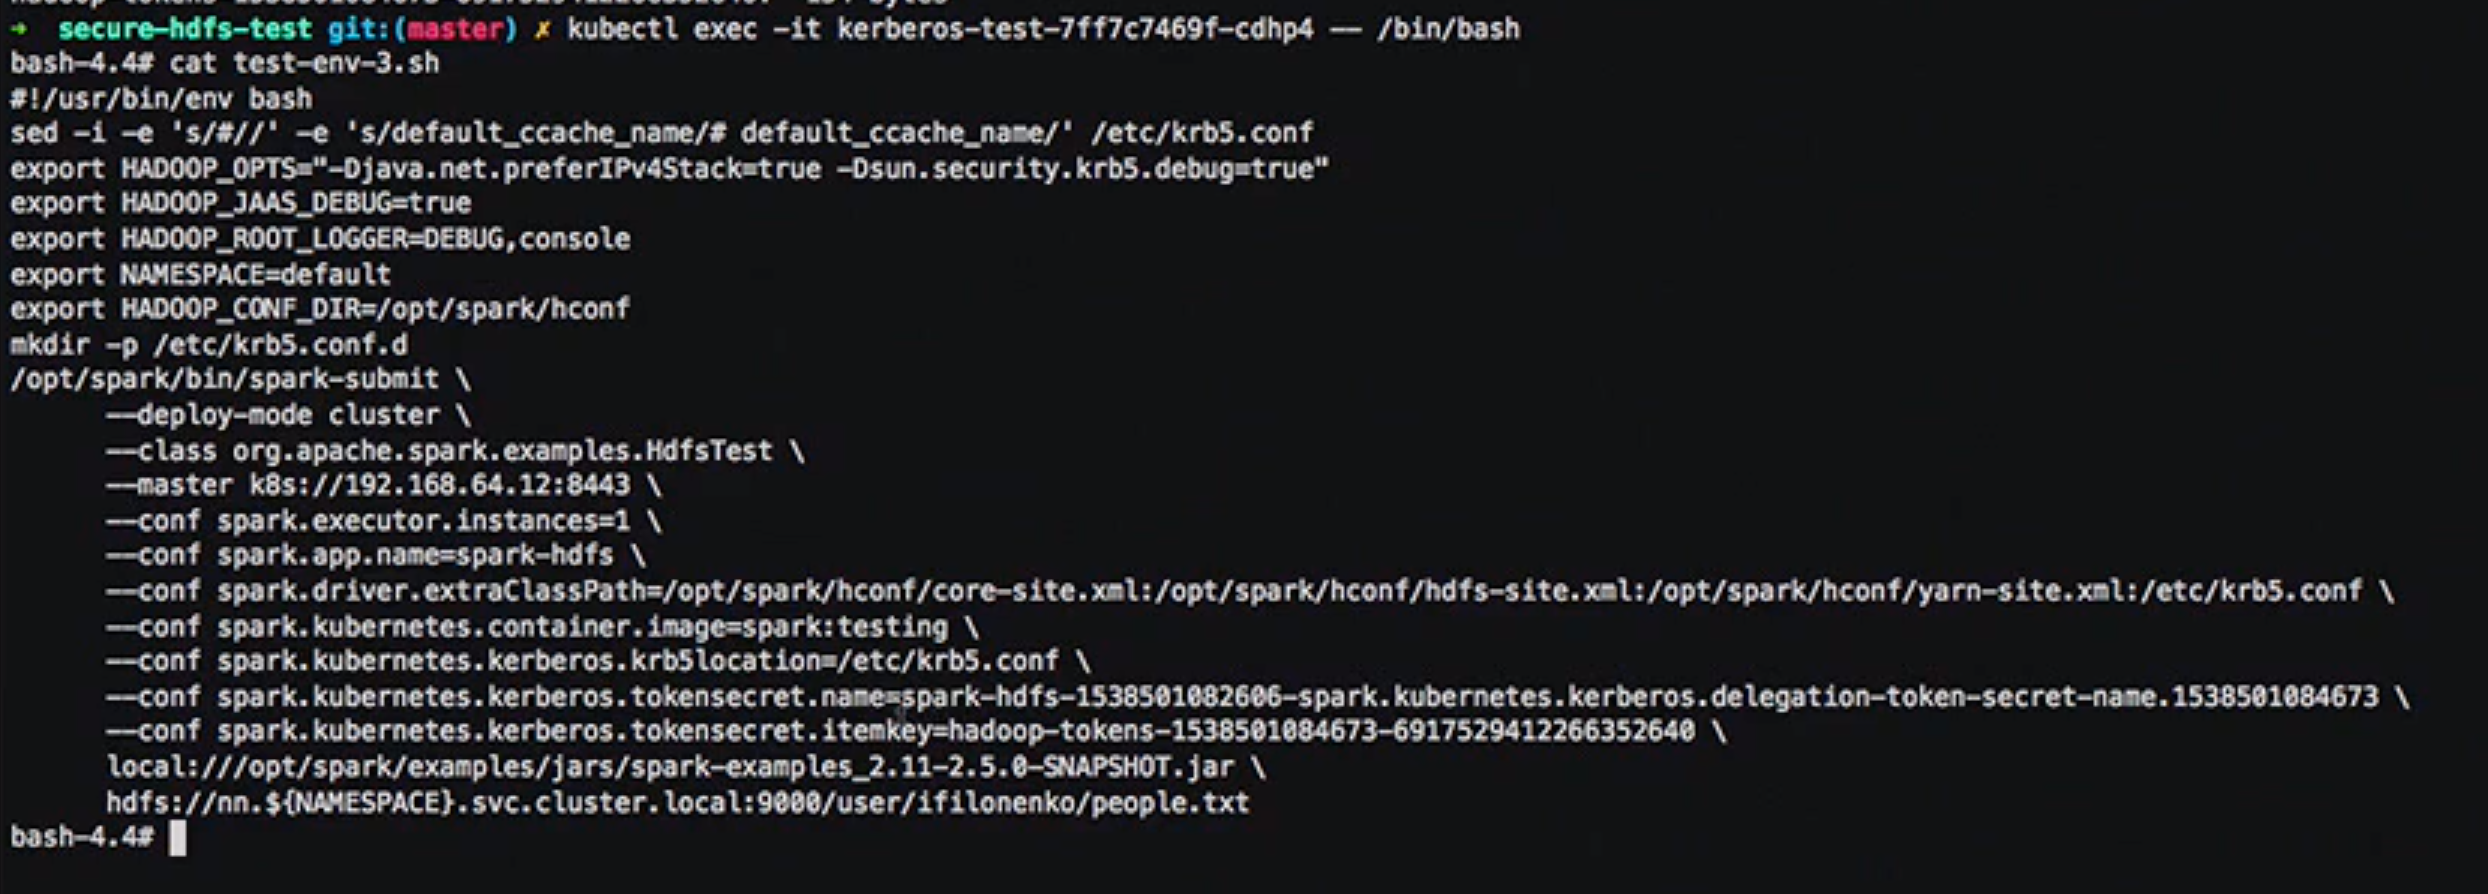 ➜ secure-hdfs-test git:(master) ✗ kubectl exec -it kerberos-test-7ff7c7469f-cdhp4 -- /bin/bash
bash-4.4# cat test-env-3.sh
#!/usr/bin/env bash
sed -i -e 's/#//' -e 's/default_ccache_name/# default_ccache_name/' /etc/krb5.conf
export HADOOP_OPTS="-Djava.net.preferIPv4Stack=true -Dsun.security.krb5.debug=true"
export HADOOP_JAAS_DEBUG=true
export HADOOP_ROOT_LOGGER=DEBUG,console
export NAMESPACE=default
export HADOOP_CONF_DIR=/opt/spark/hconf
mkdir -p /etc/krb5.conf.d
/opt/spark/bin/spark-submit \
--deploy-mode cluster \
--class org.apache.spark.examples.HdfsTest \
--master k8s://192.168.64.12:8443 \
--conf spark.executor.instances=1 \
--conf spark.app.name=spark-hdfs \
--conf spark.driver.extraClassPath=/opt/spark/hconf/core-site.xml:/opt/spark/hconf/hdfs-site.xml:/opt/spark/hconf/yarn-site.xml:/etc/krb5.conf \
--conf spark.kubernetes.container.image=spark:testing \
--conf spark.kubernetes.kerberos.krb5location=/etc/krb5.conf \
--conf spark.kubernetes.kerberos.tokensecret.name=spark-hdfs-1538501082606-spark.kubernetes.kerberos.delegation-token-secret-name.1538501084673 \
--conf spark.kubernetes.kerberos.tokensecret.itemkey=hadoop-tokens-1538501084673-6917529412266352640 \
local:///opt/spark/examples/jars/spark-examples_2.11-2.5.0-SNAPSHOT.jar \
hdfs://nn.${NAMESPACE}.svc.cluster.local:9000/user/ifilonenko/people.txt
bash-4.4#